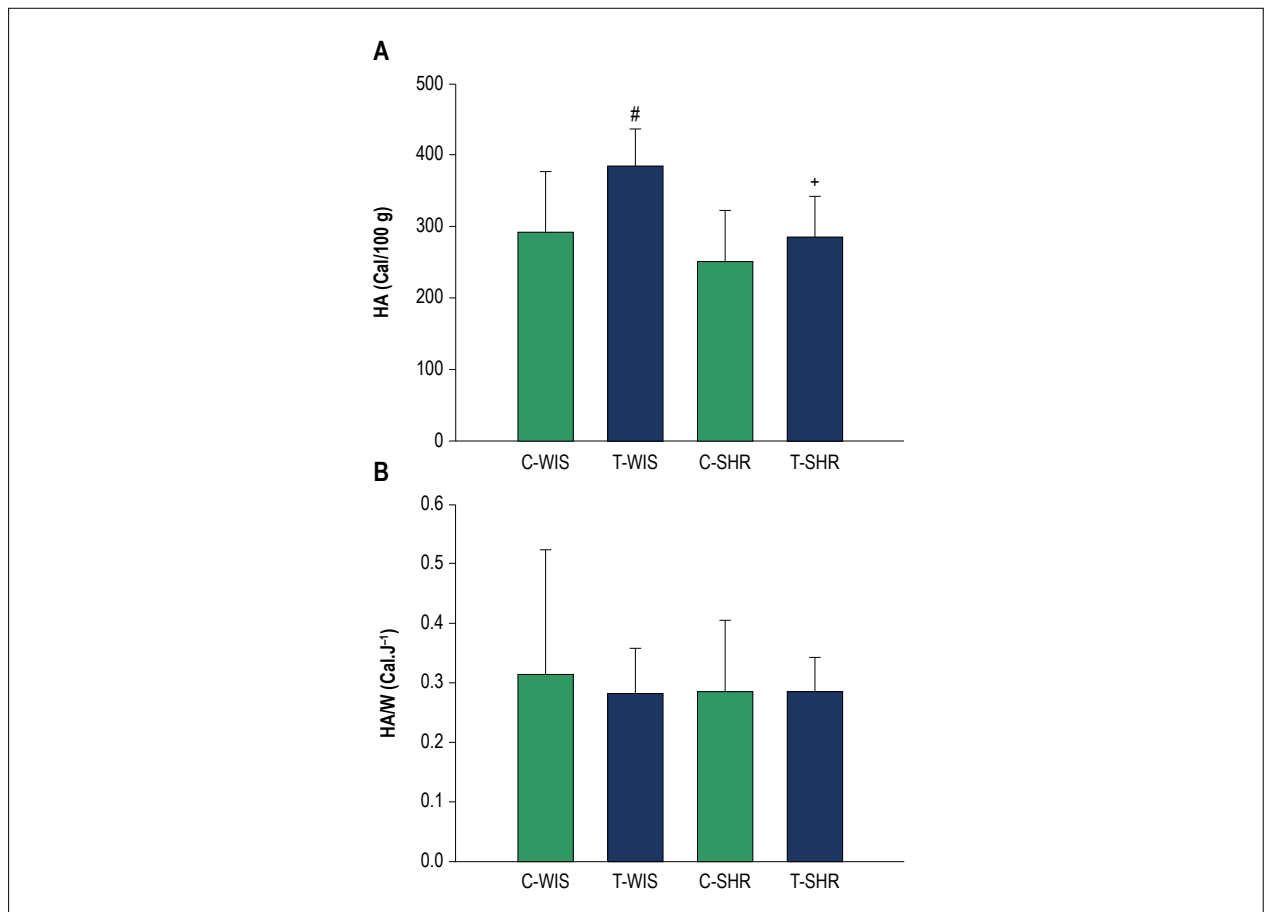 A
HA (Cal/100 g)
500
400
300
200
100
0
#
+
C-WIS
T-WIS
C-SHR
T-SHR
B
HA/W (Cal.J⁻¹)
0.6
0.5
0.4
0.3
0.2
0.1
0.0
C-WIS
T-WIS
C-SHR
T-SHR